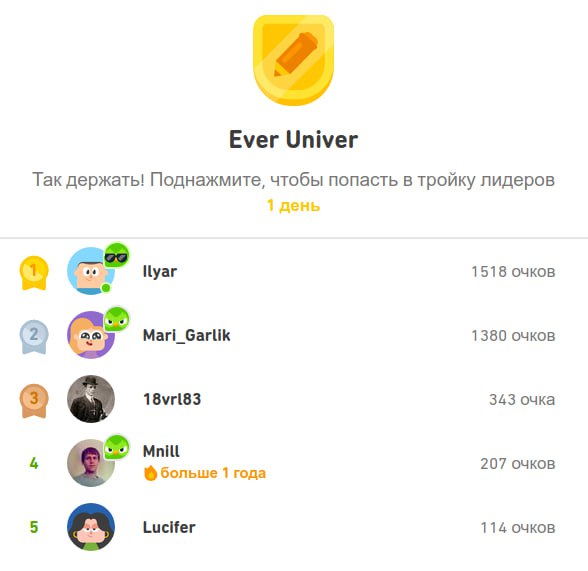 Ever Univer
Так держать! Поднажмите, чтобы попасть в тройку лидеров
1 день
1 Ilyar 1518 очков
2 Mari_Garlik 1380 очков
3 18vrl83 343 очка
4 Mnill 207 очков
больше 1 года
5 Lucifer 114 очков